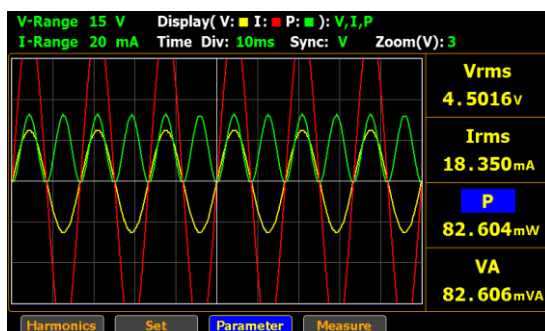 V-Range 15 V Display( V: I: P: ): V,I,P
I-Range 20 mA Time Div: 10ms Sync: V Zoom(V): 3
Vrms
4.5016V
Irms
18.350mA
P
82.604mW
VA
82.606mVA
Harmonics Set Parameter Measure